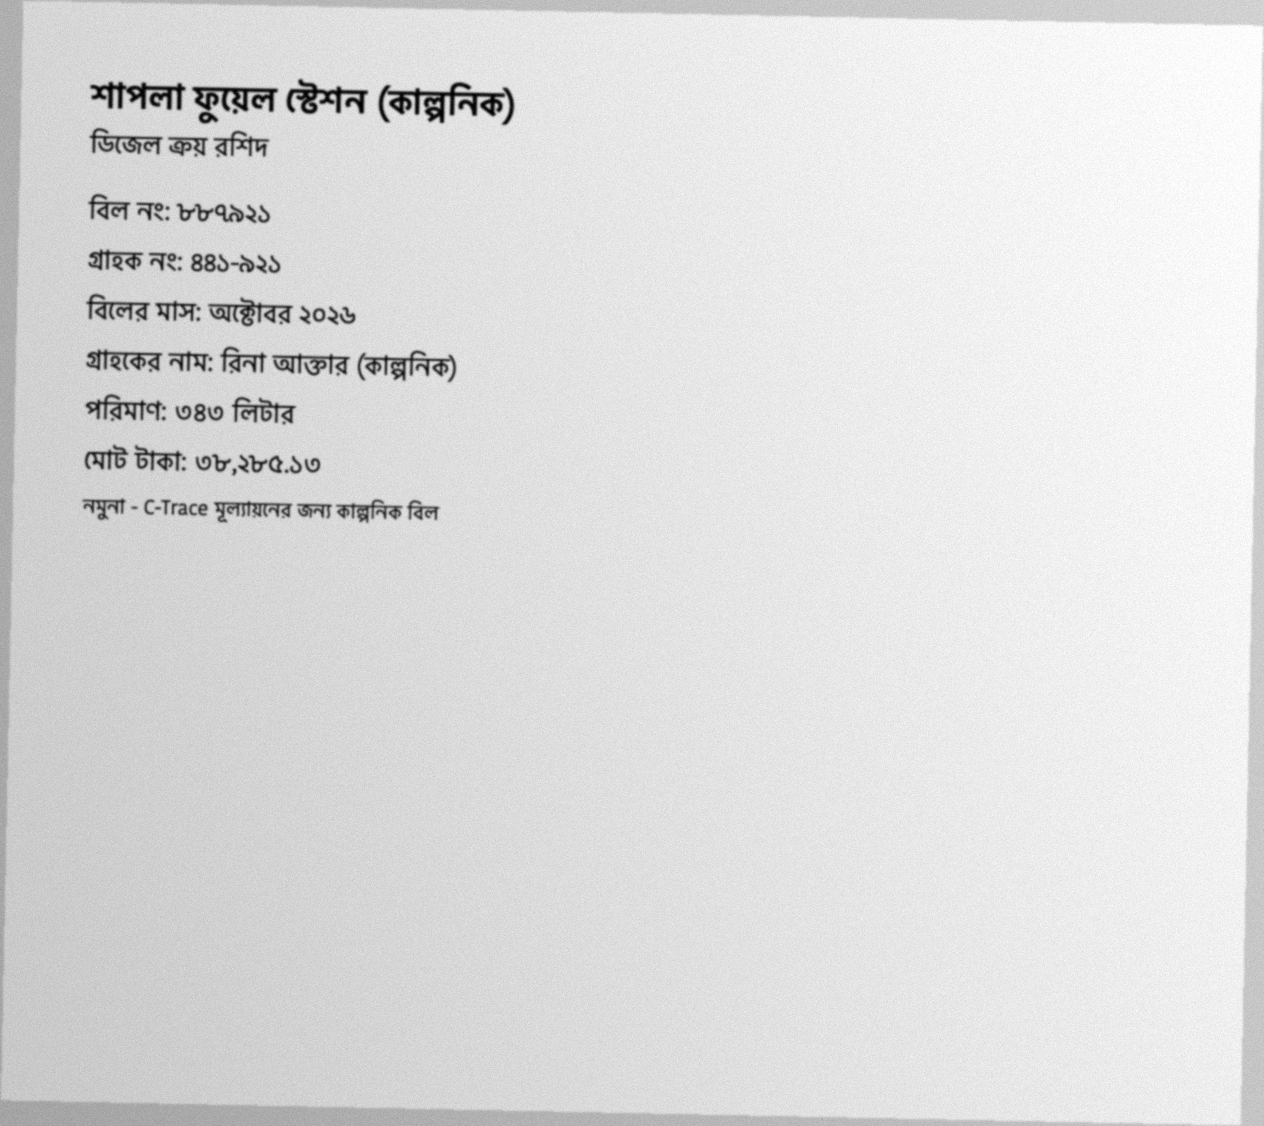 শাপলা ফুয়েল স্টেশন (কাল্পনিক)
ডিজেল ক্রয় রশিদ
বিল নং: ৮৮৭৯২১
গ্রাহক নং: ৪৪১-৯২১
বিলের মাস: অক্টোবর ২০২৬
গ্রাহকের নাম: রিনা আক্তার (কাল্পনিক)
পরিমাণ: ৩৪৩ লিটার
মোট টাকা: ৩৮,২৮৫.১৩
নমুনা - C-Trace মূল্যায়নের জন্য কাল্পনিক বিল